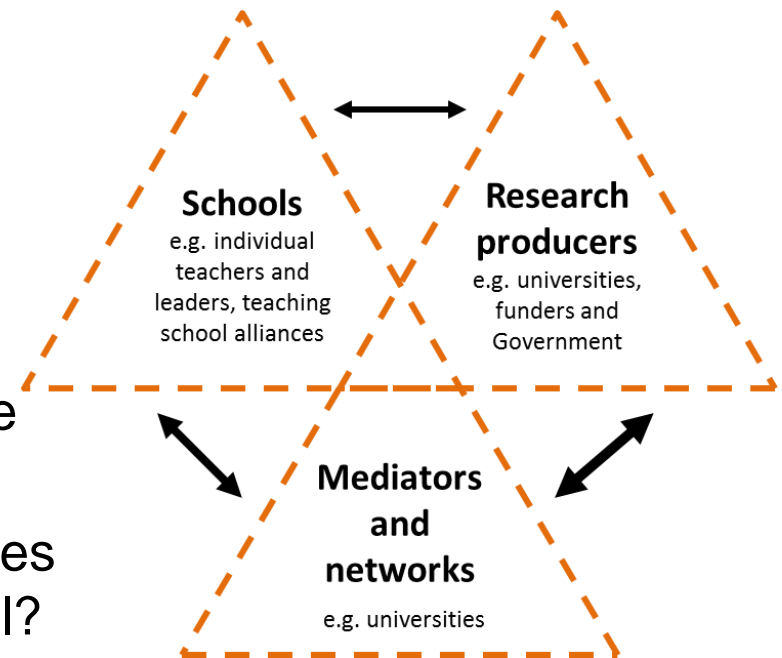 Schools
e.g. individual
teachers and
leaders, teaching
school alliances
Research
producers
e.g. universities,
funders and
Government
Mediators
and
networks
e.g. universities